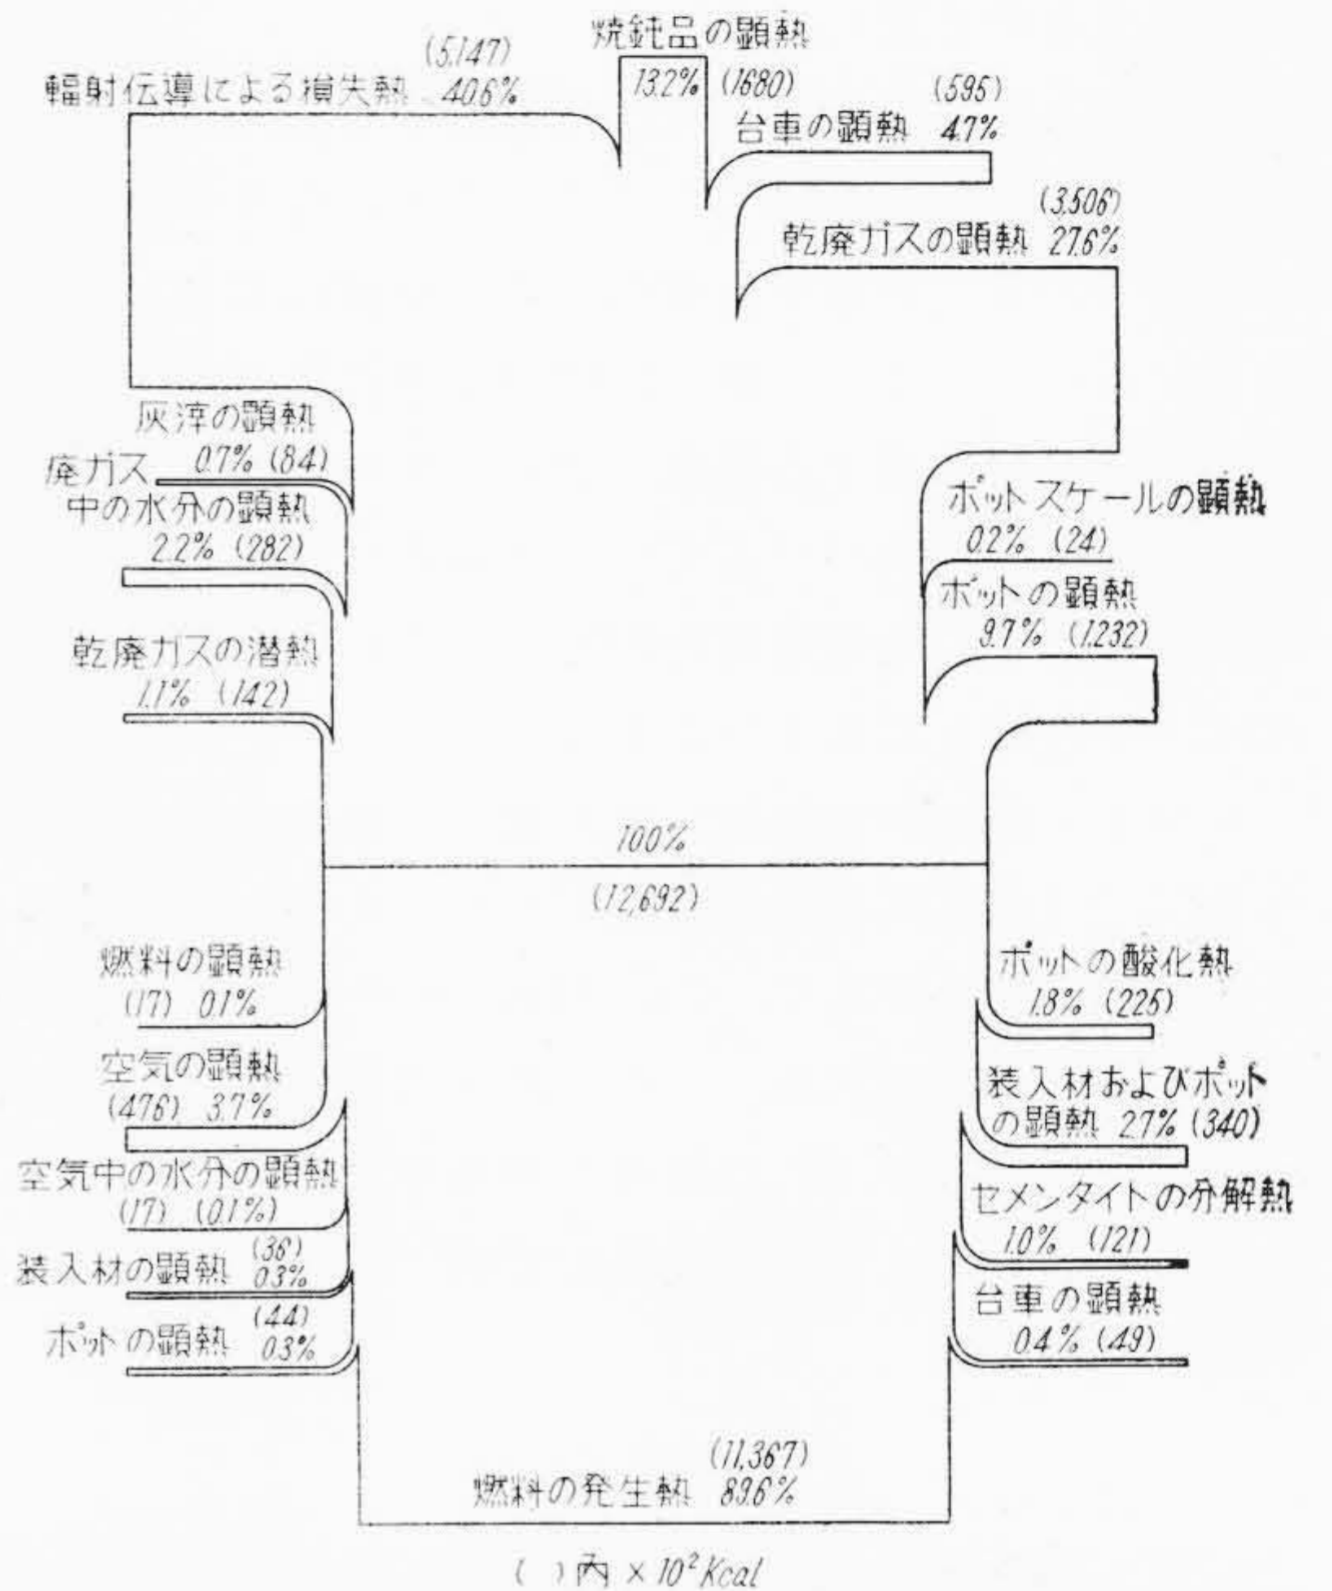 焼鈍品の顕熱
13.2% (1680)
(5,147)
輻射伝導による損失熱 40.6%
(595)
台車の顕熱 4.7%
(3,506)
乾廃ガスの顕熱 27.6%
灰滓の顕熱
0.7% (84)
廃ガス
中の水分の顕熱
2.2% (282)
乾廃ガスの潜熱
1.1% (142)
ポットスケールの顕熱
0.2% (24)
ポットの顕熱
9.7% (1,232)
100%
(12,692)
燃料の顕熱
(17) 0.1%
空気の顕熱
(476) 3.7%
空気中の水分の顕熱
(17) (0.1%)
装入材の顕熱 (36)
0.3%
ポットの顕熱 (44)
0.3%
ポットの酸化熱
1.8% (225)
装入材およびポット
の顕熱 2.7% (340)
セメンタイトの分解熱
1.0% (121)
台車の顕熱
0.4% (49)
(11,367)
燃料の発生熱 89.6%
( )内 × 10² Kcal